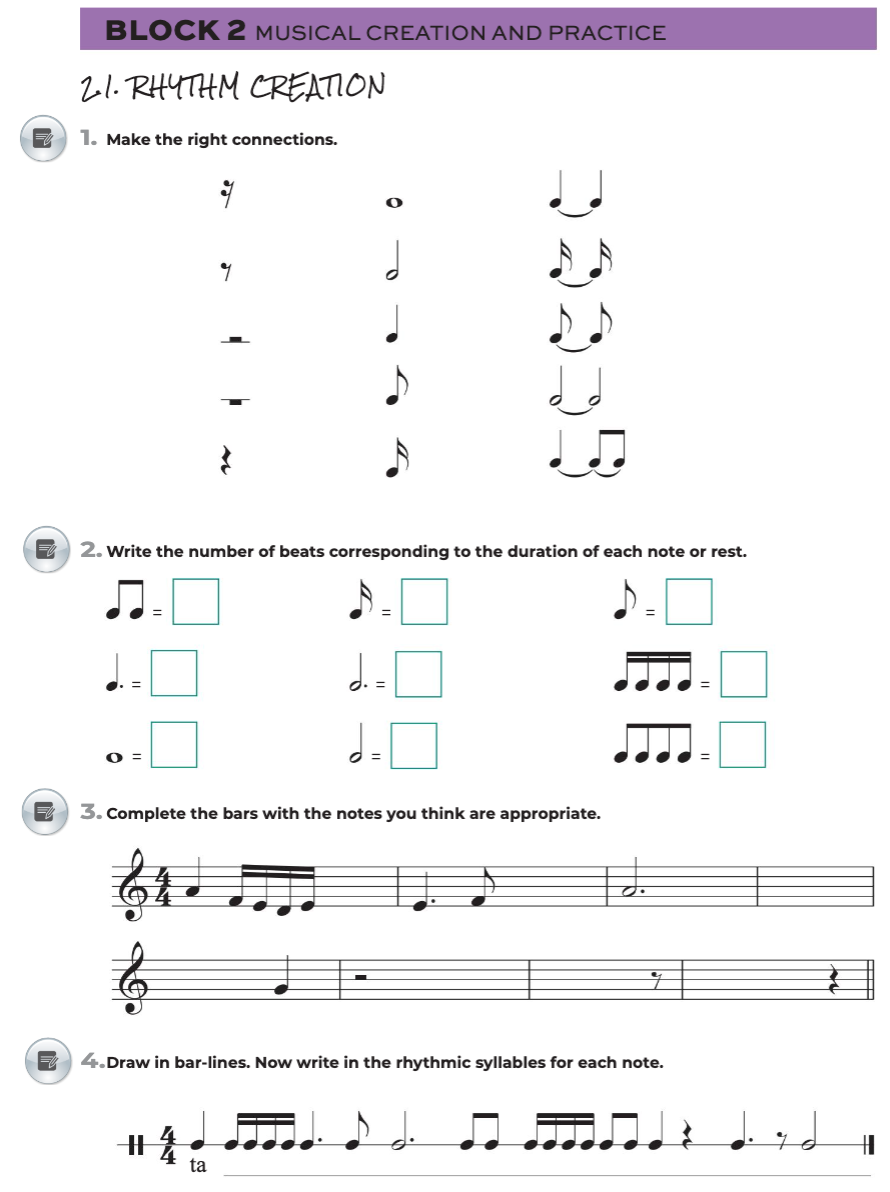 BLOCK 2 MUSICAL CREATION AND PRACTICE
2.1. RHYTHM CREATION
1. Make the right connections.
2. Write the number of beats corresponding to the duration of each note or rest.
= = =
= = =
= = =
3. Complete the bars with the notes you think are appropriate.
4
4
4. Draw in bar-lines. Now write in the rhythmic syllables for each note.
4
4
ta